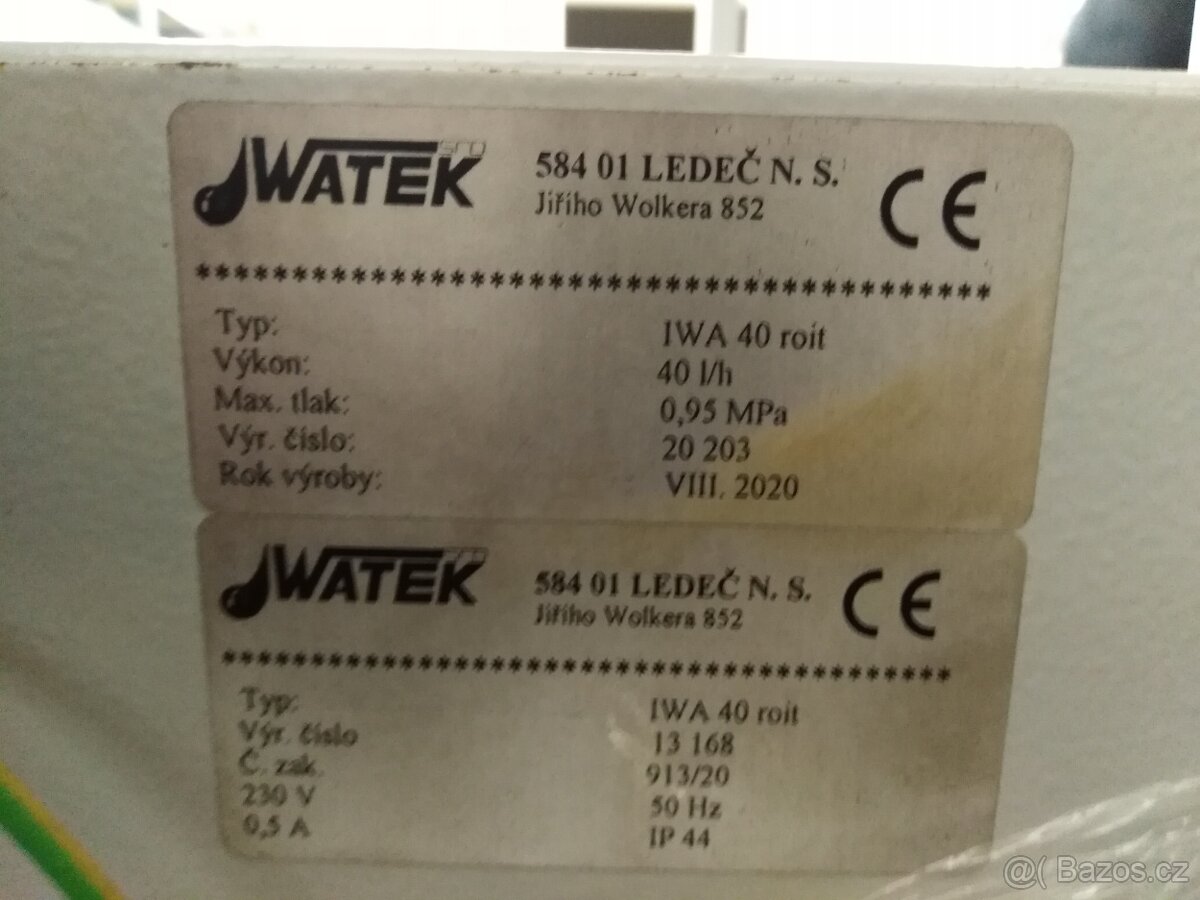 WATEK sro
584 01 LEDEČ N. S.
Jiřího Wolkera 852
CE
****************************************
Typ: IWA 40 roit
Výkon: 40 l/h
Max. tlak: 0,95 MPa
Výr. číslo: 20 203
Rok výroby: VIII. 2020
WATEK sro
584 01 LEDEČ N. S.
Jiřího Wolkera 852
CE
****************************************
Typ: IWA 40 roit
Výr. číslo 13 168
Č. zak. 913/20
230 V 50 Hz
0,5 A IP 44
@( Bazos.cz